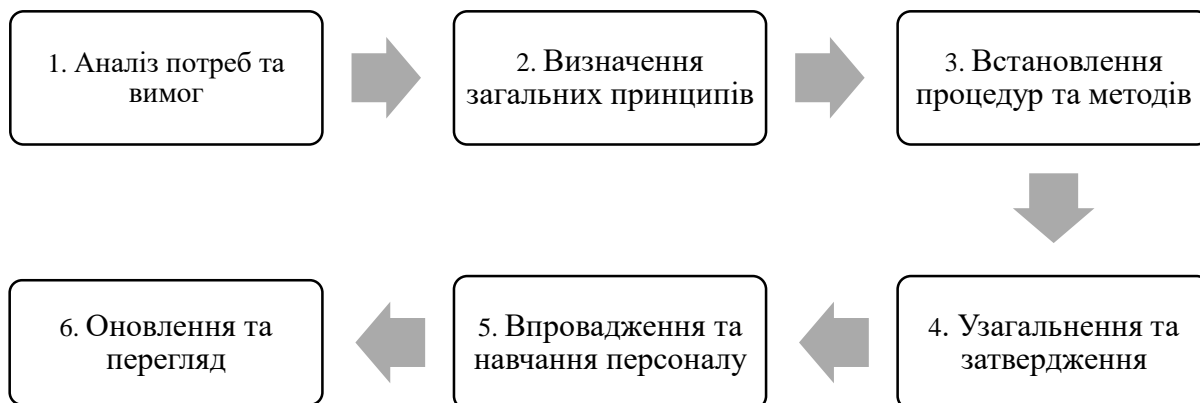 1. Аналіз потреб та
вимог
2. Визначення
загальних принципів
3. Встановлення
процедур та методів
4. Узагальнення та
затвердження
5. Впровадження та
навчання персоналу
6. Оновлення та
перегляд